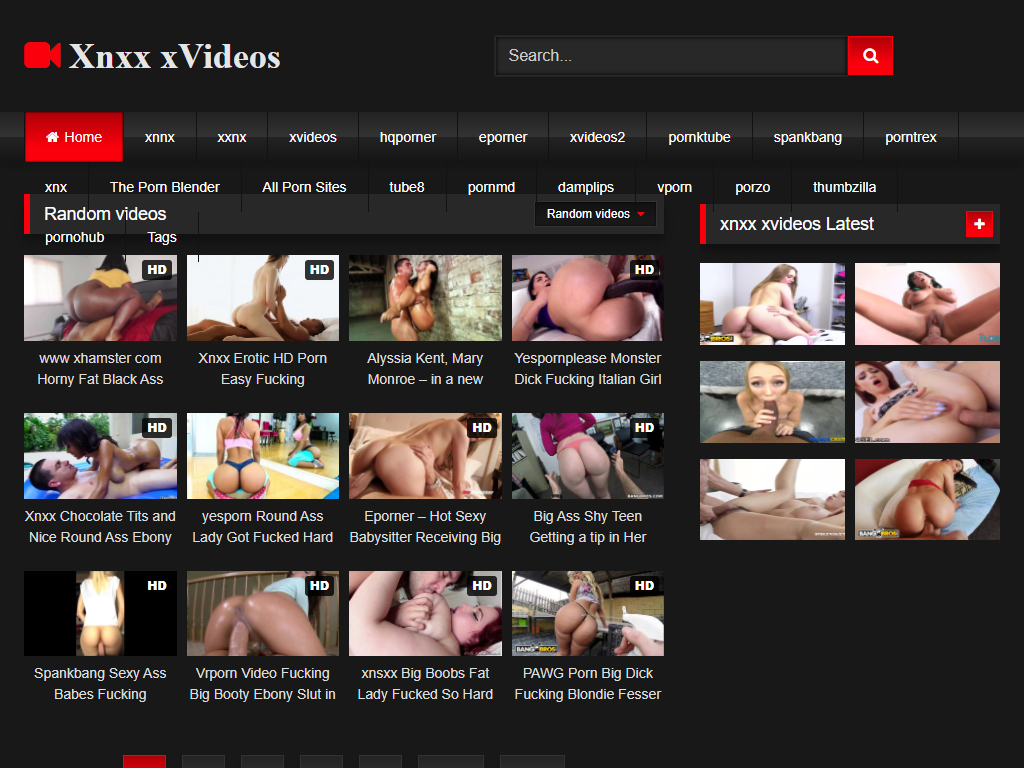 Xnxx xVideos
Search...
Home
xnnx
xxnx
xvideos
hqporner
eporner
xvideos2
pornktube
spankbang
porntrex
xnx
The Porn Blender
All Porn Sites
tube8
pornmd
damplips
vporn
porzo
thumbzilla
pornohub
Tags
Random videos
Random videos
xnxx xvideos Latest
HD
HD
HD
www xhamster com
Horny Fat Black Ass
Xnxx Erotic HD Porn
Easy Fucking
Alyssia Kent, Mary
Monroe – in a new
Yespornplease Monster
Dick Fucking Italian Girl
HD
HD
HD
Xnxx Chocolate Tits and
Nice Round Ass Ebony
yesporn Round Ass
Lady Got Fucked Hard
Eporner – Hot Sexy
Babysitter Receiving Big
Big Ass Shy Teen
Getting a tip in Her
HD
HD
HD
HD
BANG BROS!
Spankbang Sexy Ass
Babes Fucking
Vrporn Video Fucking
Big Booty Ebony Slut in
xnsxx Big Boobs Fat
Lady Fucked So Hard
PAWG Porn Big Dick
Fucking Blondie Fesser
BANG BROS!